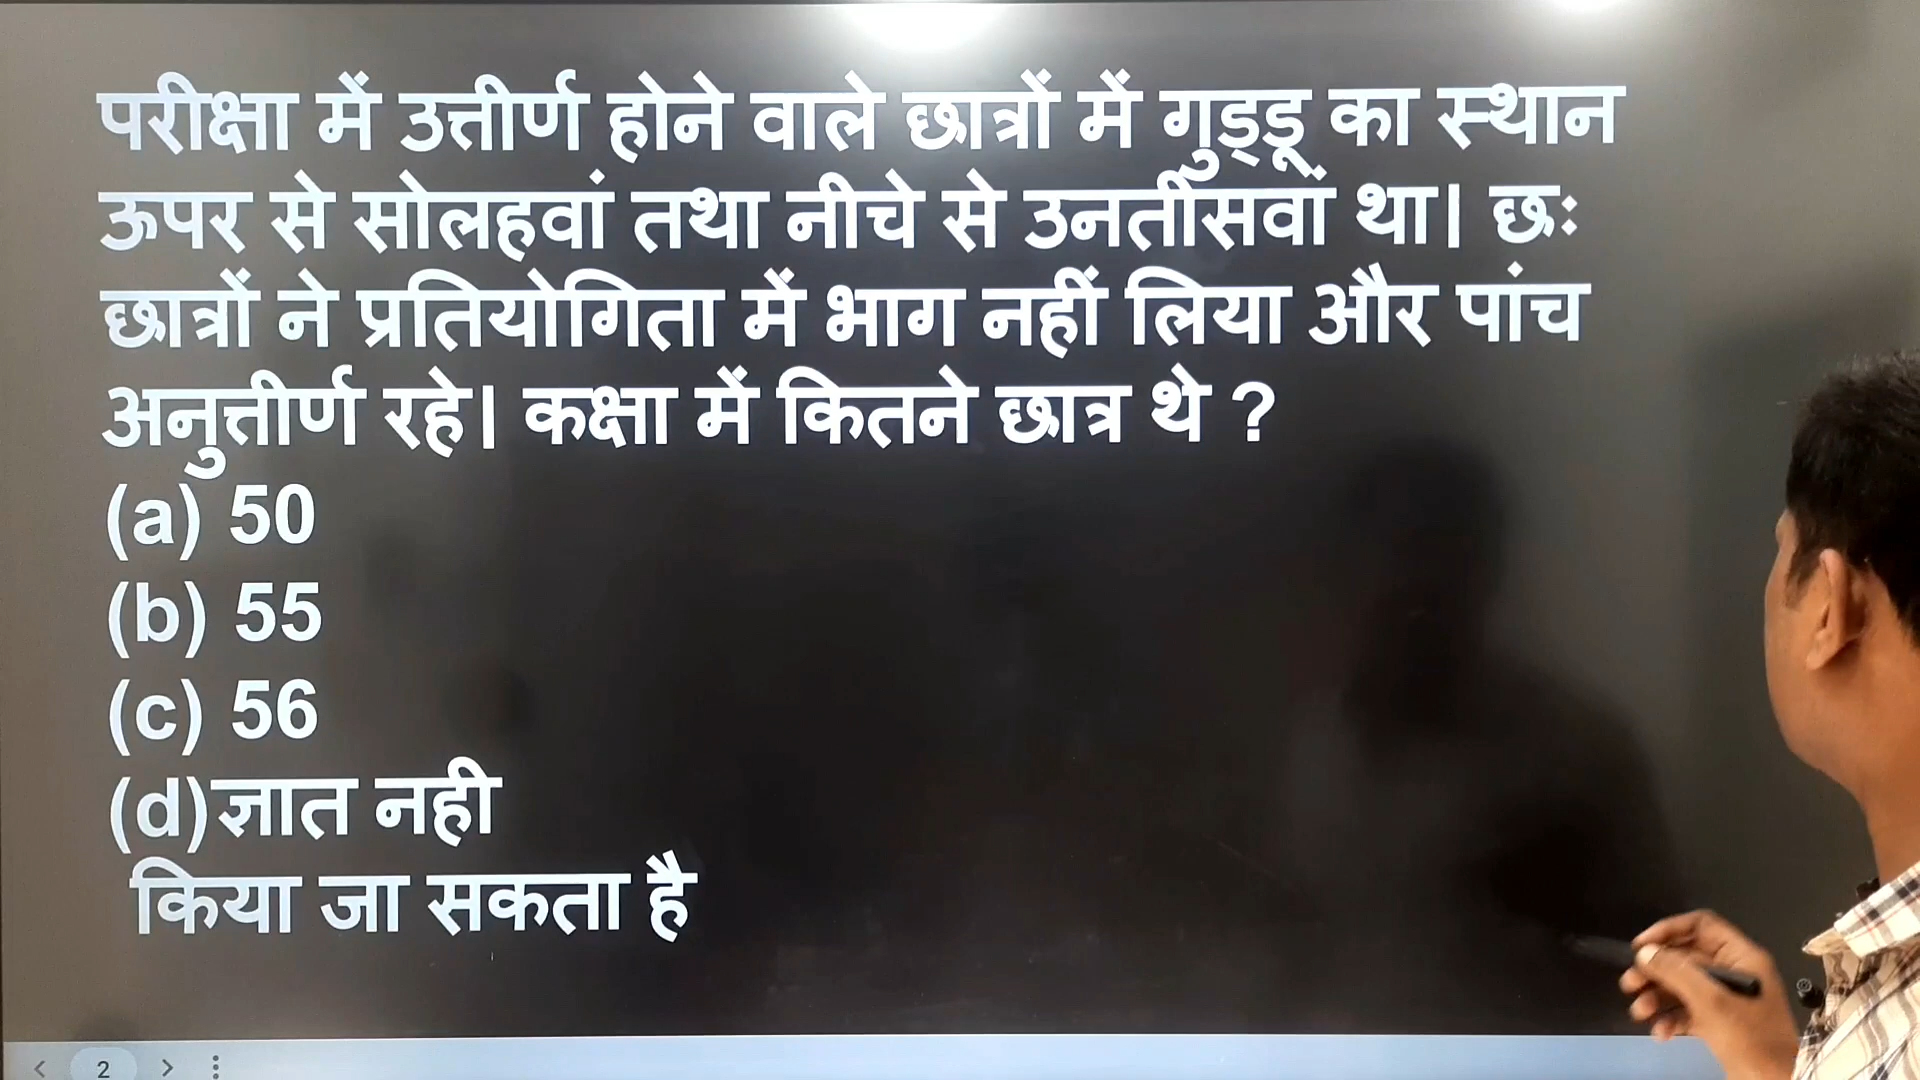 परीक्षा में उत्तीर्ण होने वाले छात्रों में गुड्डू का स्थान
ऊपर से सोलहवां तथा नीचे से उनतीसवां था। छः
छात्रों ने प्रतियोगिता में भाग नहीं लिया और पांच
अनुत्तीर्ण रहे। कक्षा में कितने छात्र थे ?
(a) 50
(b) 55
(c) 56
(d)ज्ञात नही
किया जा सकता है
2